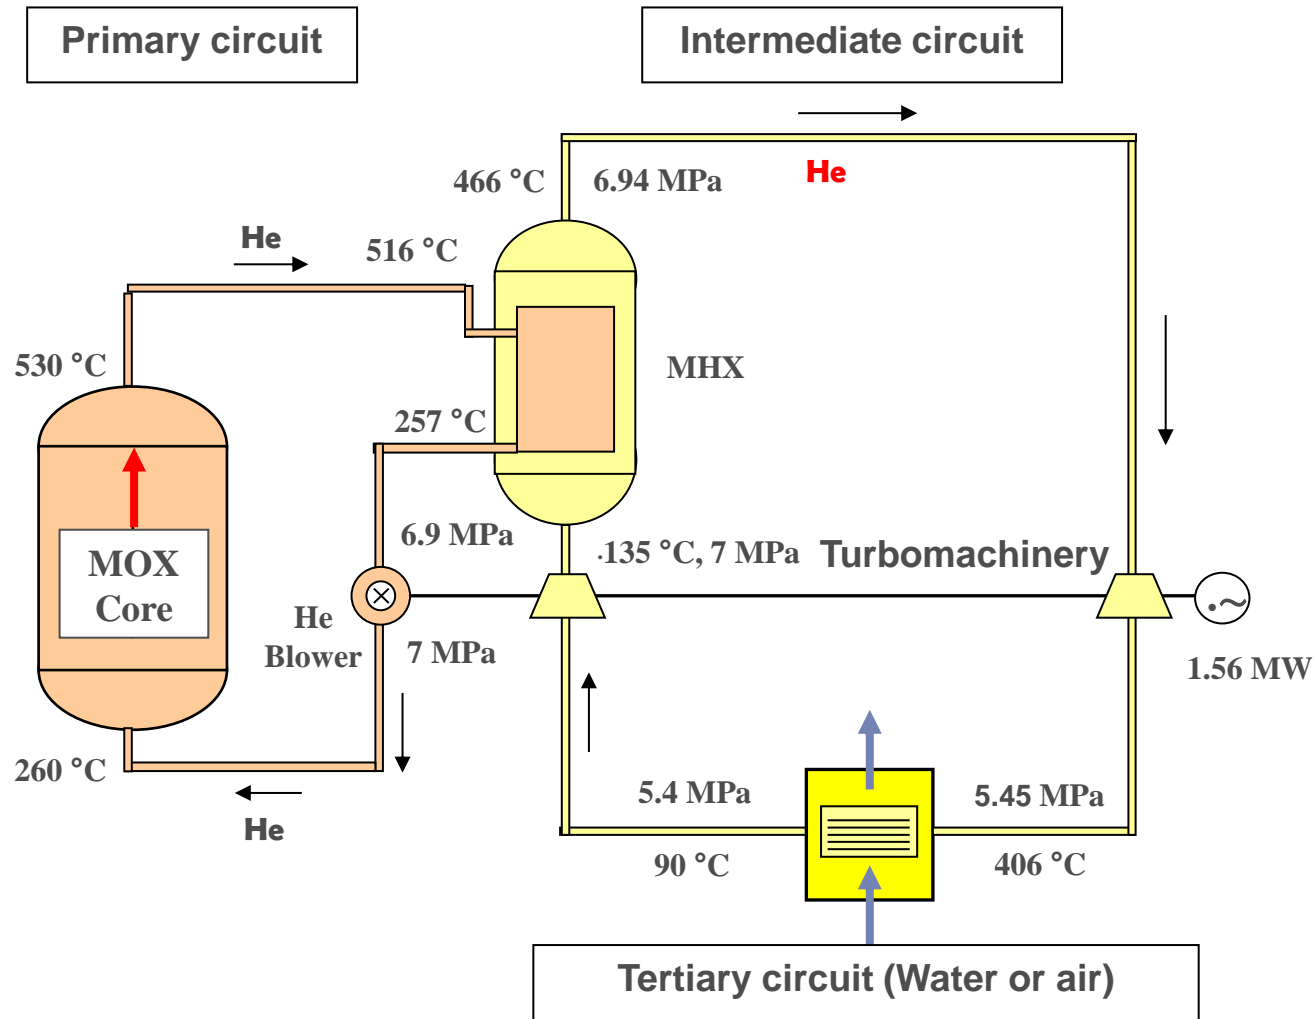 Primary circuit
Intermediate circuit
He
466 °C
6.94 MPa
He
516 °C
530 °C
MHX
257 °C
6.9 MPa
.135 °C, 7 MPa
Turbomachinery
MOX
Core
He
Blower
7 MPa
1.56 MW
260 °C
He
5.4 MPa
5.45 MPa
90 °C
406 °C
Tertiary circuit (Water or air)